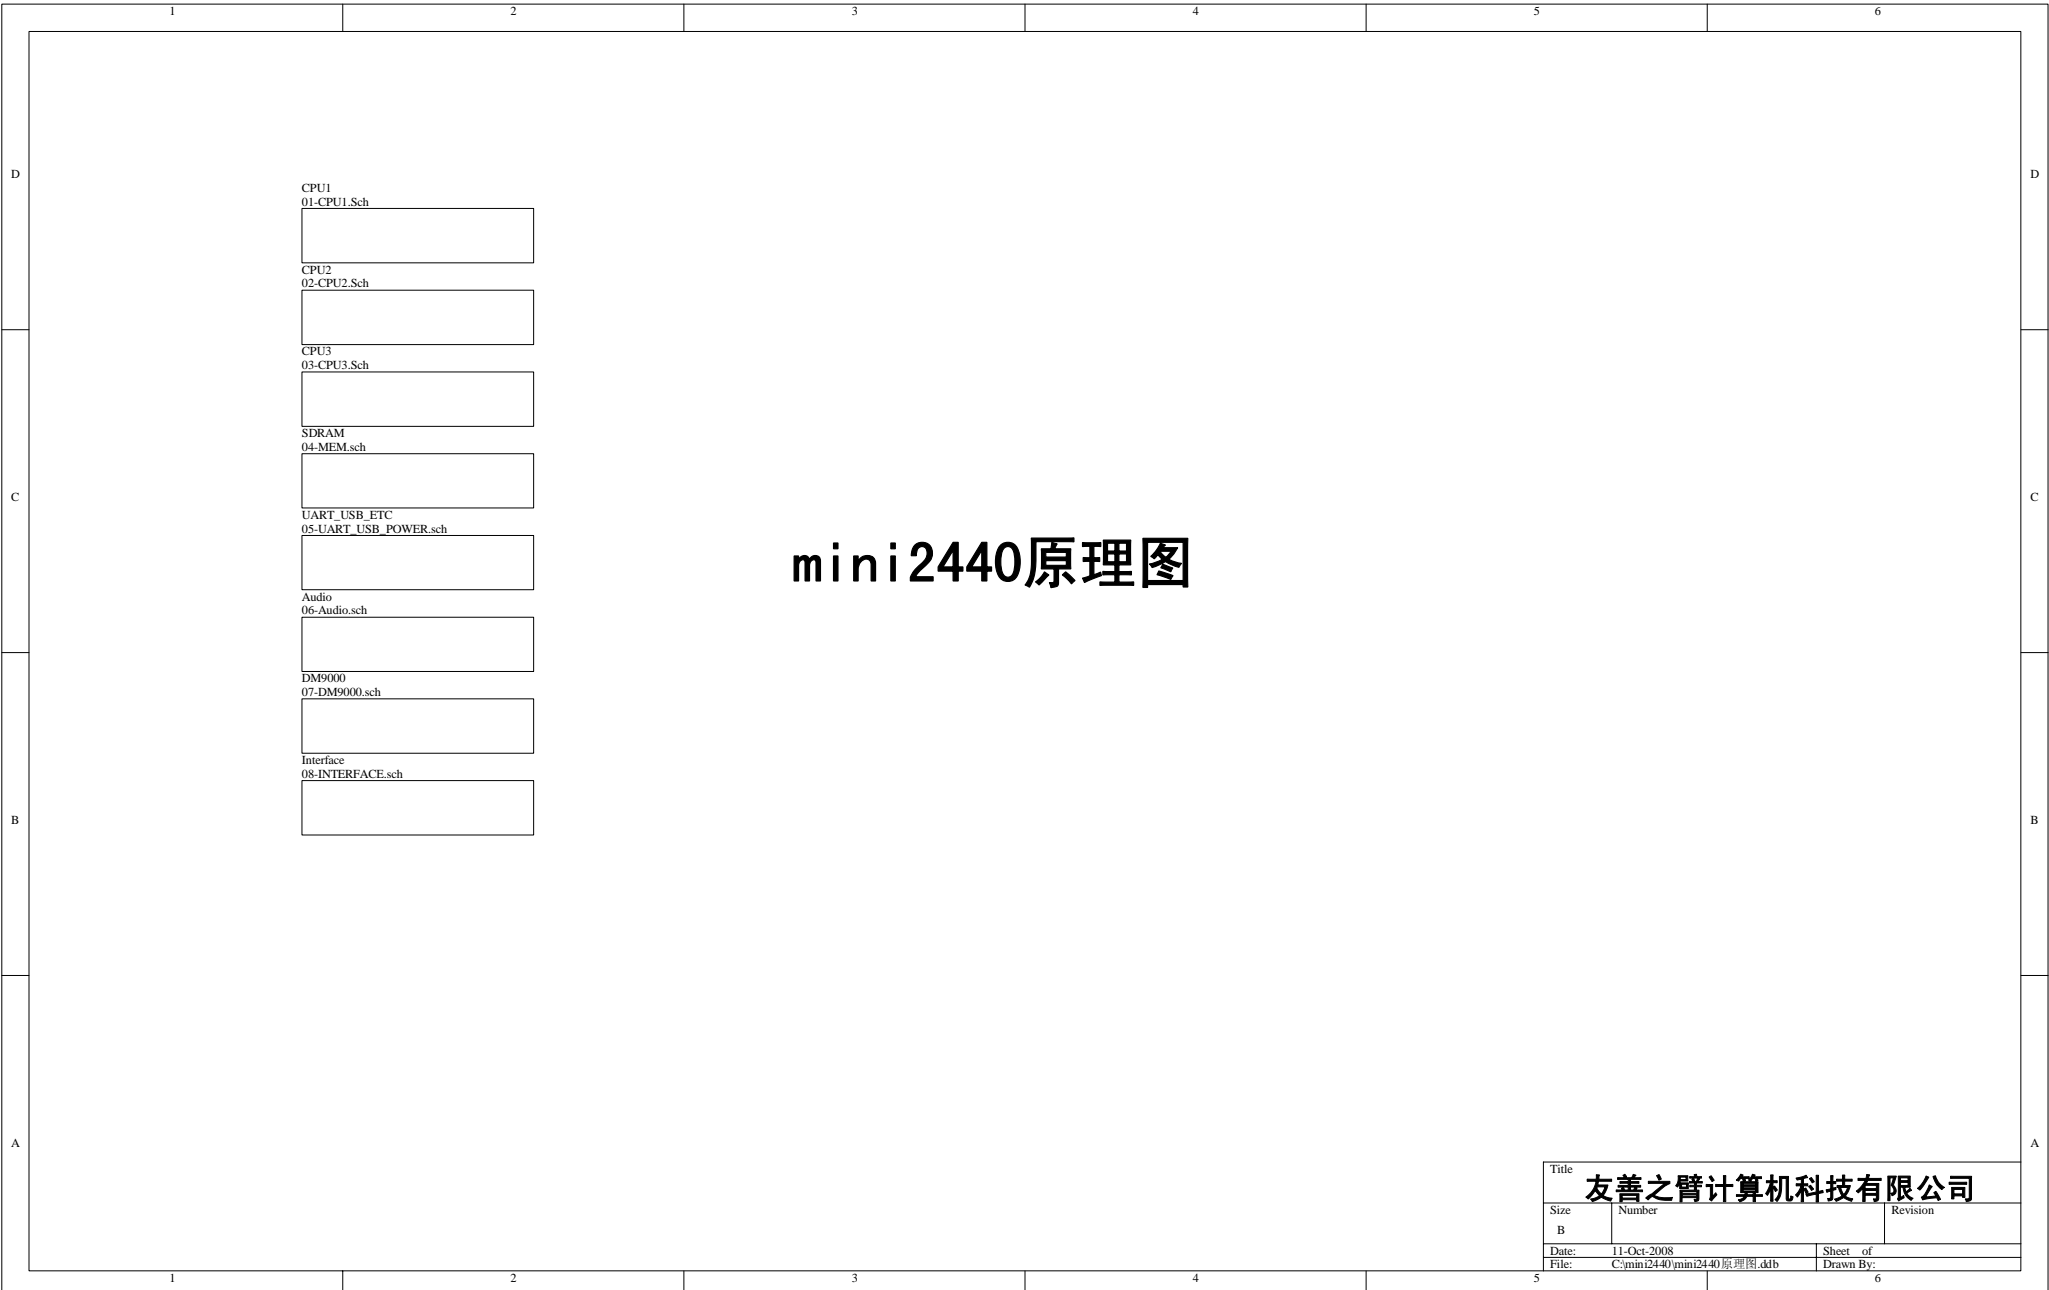 1 2 3 4 5 6
D D
CPU1
01-CPU1.Sch
CPU2
02-CPU2.Sch
CPU3
03-CPU3.Sch
SDRAM
04-MEM.sch
C C
UART_USB_ETC
05-UART_USB_POWER.sch
mini2440原理图
Audio
06-Audio.sch
DM9000
07-DM9000.sch
Interface
08-INTERFACE.sch
B B
A A
Title
友善之臂计算机科技有限公司
Size Number Revision
B
Date: 11-Oct-2008 Sheet of
File: C:\mini2440\mini2440原理图.ddb Drawn By:
1 2 3 4 5 6